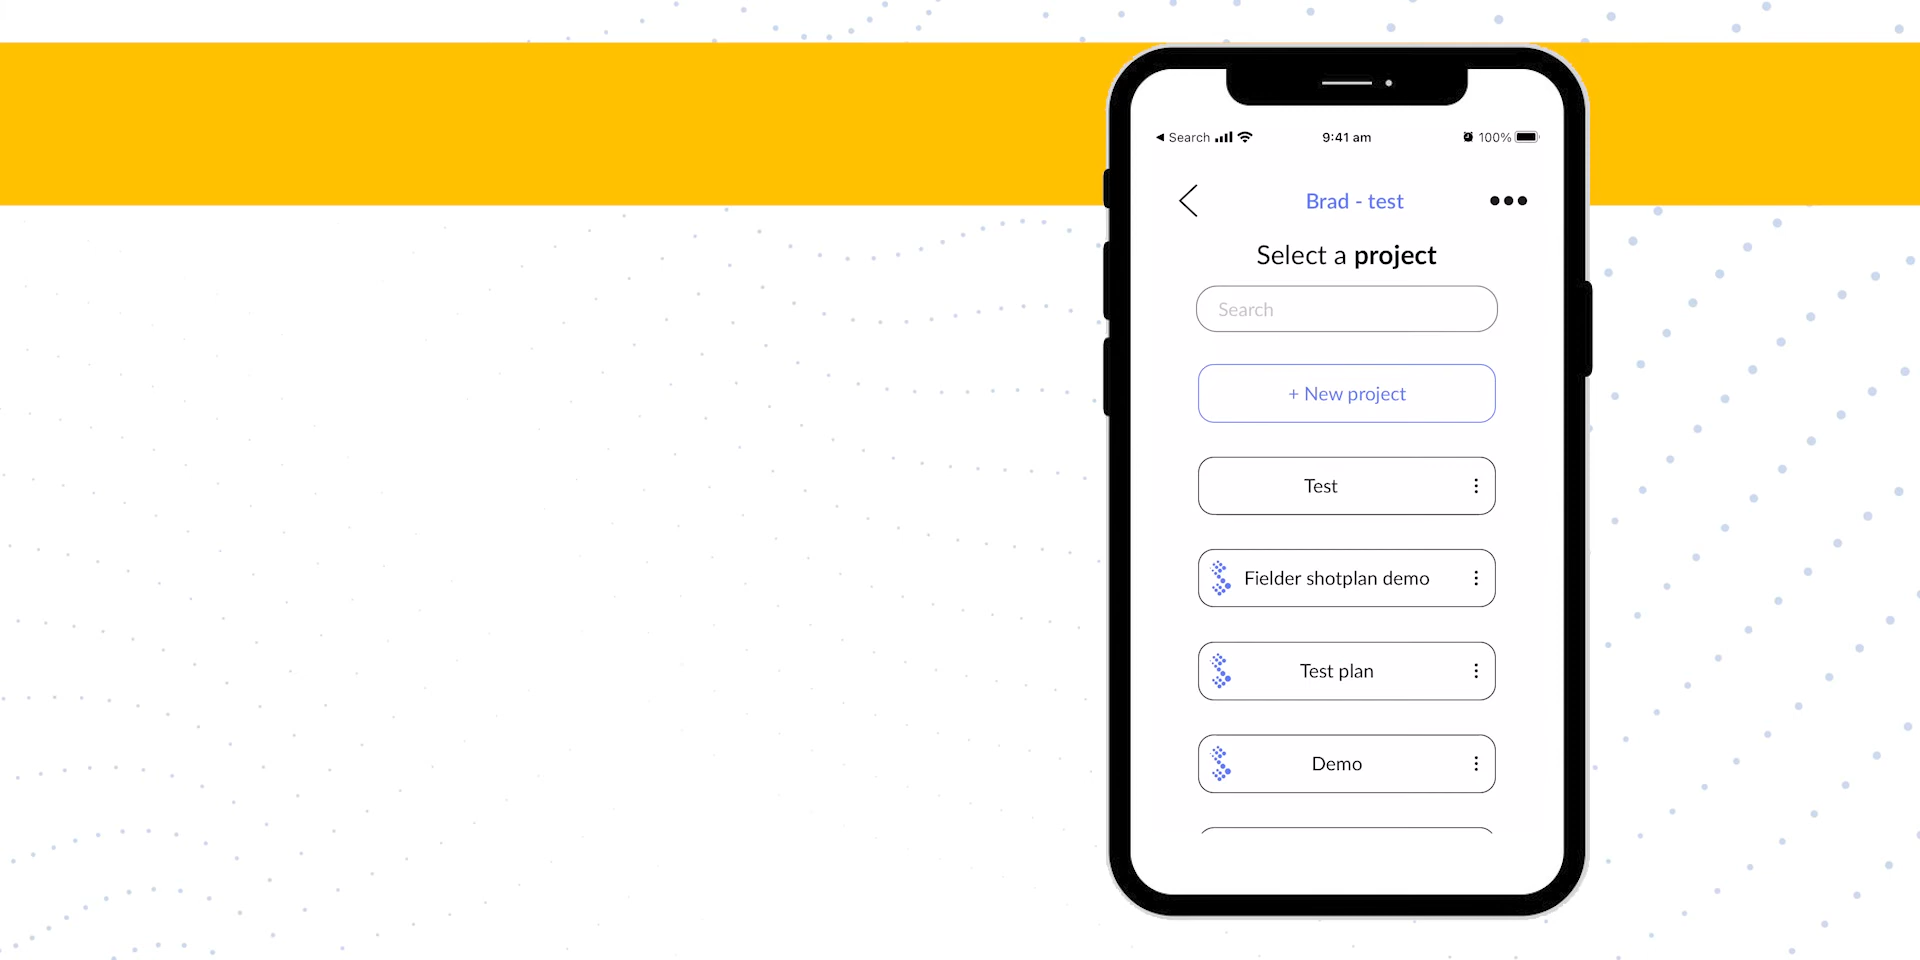 Search
9:41 am
100%
Brad - test
Select a project
Search
+ New project
Test
Fielder shotplan demo
Test plan
Demo